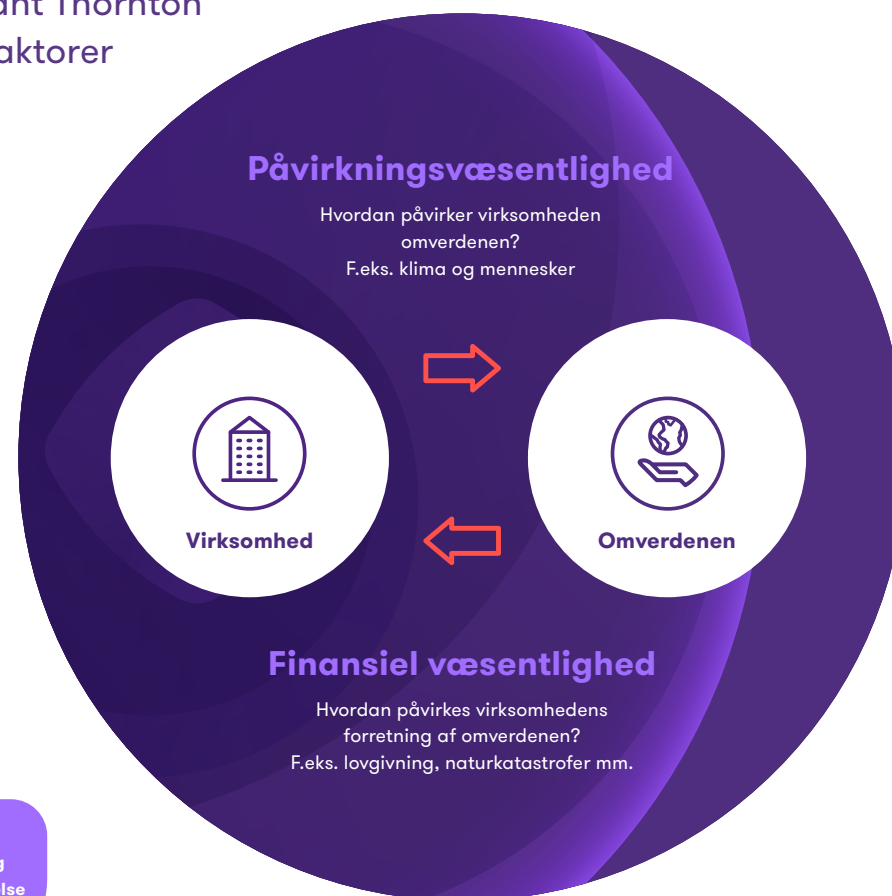 Thornton
Påvirkningsvæsentlighed
Hvordan påvirker virksomheden
omverdenen?
F.eks. klima og mennesker
Virksomhed
Omverdenen
Finansiel væsentlighed
Hvordan påvirkes virksomhedens
forretning af omverdenen?
F.eks. lovgivning, naturkatastrofer mm.